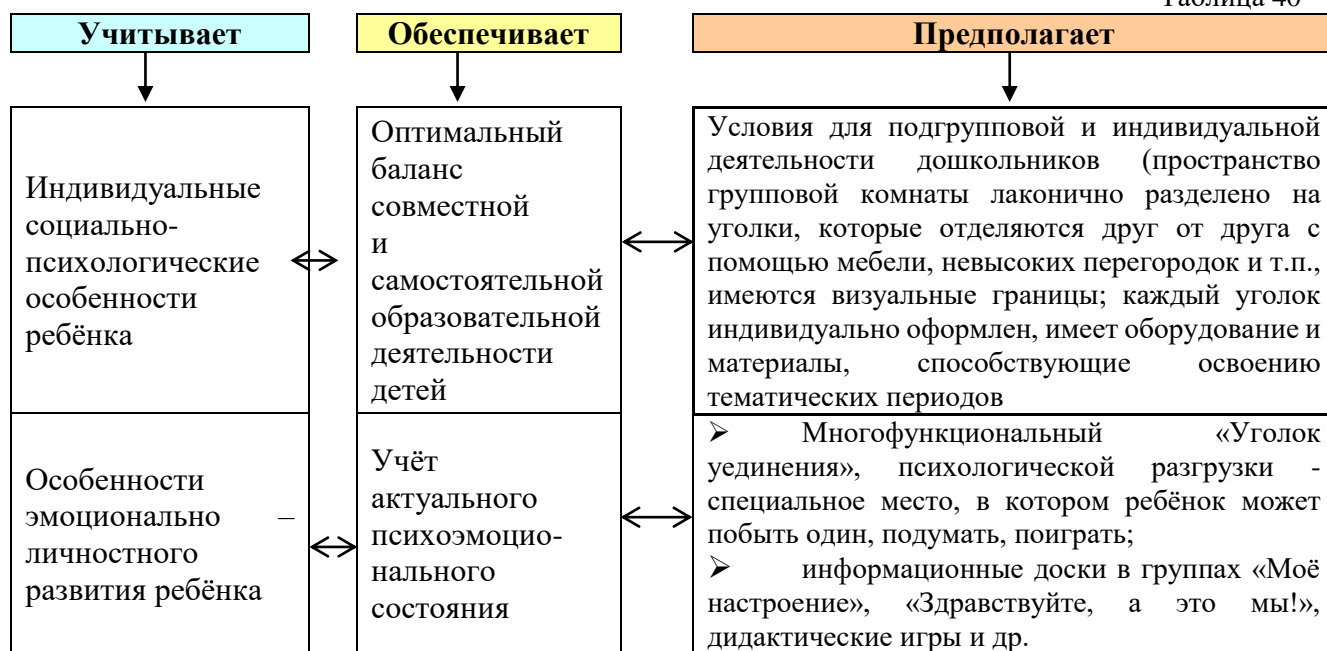 Таблица 40
Учитывает
Обеспечивает
Предполагает
Индивидуальные
социально-
психологические
особенности
ребёнка
Оптимальный
баланс
совместной
и
самостоятельной
образовательной
деятельности
детей
Условия для подгрупповой и индивидуальной
деятельности дошкольников (пространство
групповой комнаты лаконично разделено на
уголки, которые отделяются друг от друга с
помощью мебели, невысоких перегородок и т.п.,
имеются визуальные границы; каждый уголок
индивидуально оформлен, имеет оборудование и
материалы, способствующие освоению
тематических периодов
Особенности
эмоционально –
личностного
развития ребёнка
Учёт
актуального
психоэмоцио-
нального
состояния
➢ Многофункциональный «Уголок
уединения», психологической разгрузки -
специальное место, в котором ребёнок может
побыть один, подумать, поиграть;
➢ информационные доски в группах «Моё
настроение», «Здравствуйте, а это мы!»,
дидактические игры и др.